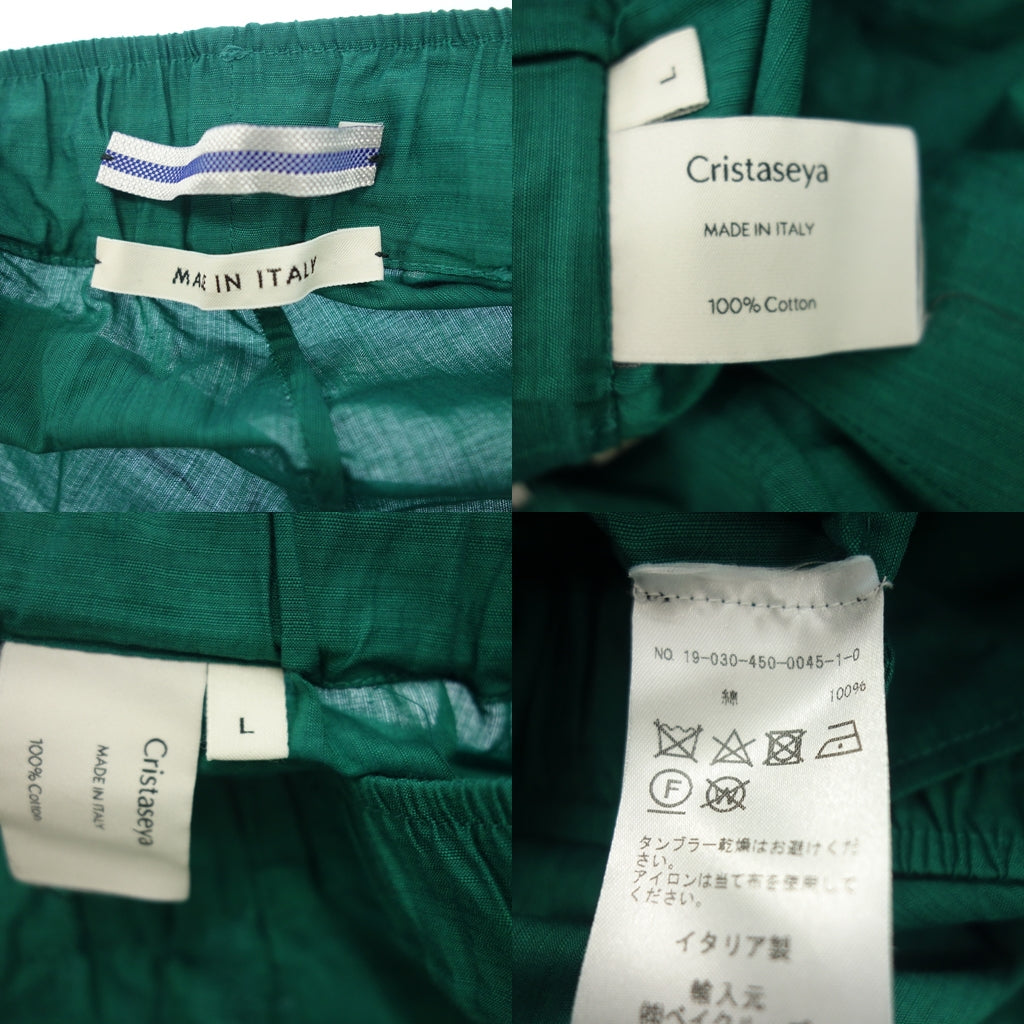 MADE IN ITALY
L
Cristaseya
MADE IN ITALY
100% Cotton
L
Cristaseya
MADE IN ITALY
100% Cotton
NO. 19-030-450-0045-1-0
綿 100%
F
W
タンブラー乾燥はお避けくだ
さい。
アイロンは当て布を使用して
ください。
イタリア製
輸入元